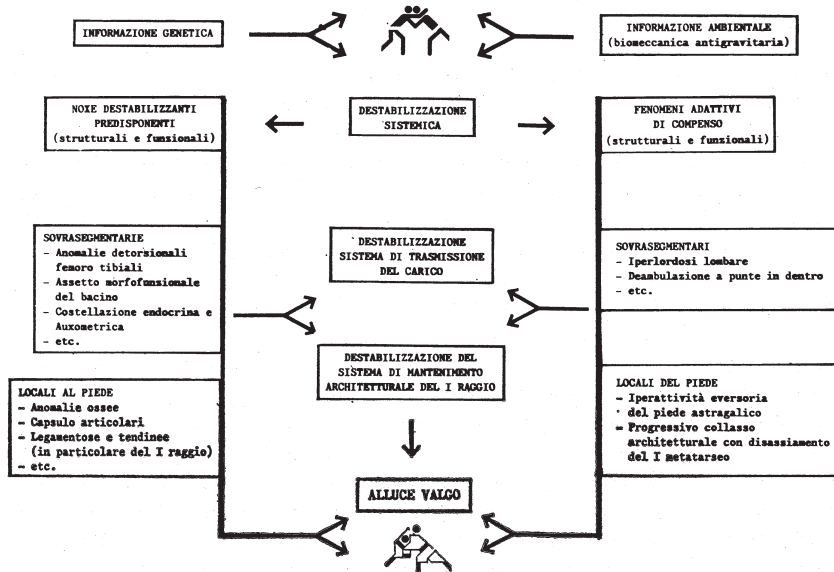 INFORMAZIONE GENETICA
INFORMAZIONE AMBIENTALE
(biomeccanica antigravitaria)
NOXE DESTABILIZZANTI
PREDISPONENTI
(strutturali e funzionali)
DESTABILIZZAZIONE
SISTEMICA
FENOMENI ADATTIVI
DI COMPENSO
(strutturali e funzionali)
SOVRASEGMENTARIE
- Anomalie detorsionali
femoro tibiali
- Assetto morfofunsionale
del bacino
- Costellazione endocrina e
Auxometrica
- etc.
DESTABILIZZAZIONE
SISTEMA DI TRASMISSIONE
DEL CARICO
SOVRASEGMENTARI
- Iperlordosi lombare
- Deambulazione a punte in dentro
- etc.
DESTABILIZZAZIONE DEL
SISTEMA DI MANTENIMENTO
ARCHITETTURALE DEL I RAGGIO
LOCALI AL PIEDE
- Anomalie ossee
- Capsulo articolari
- Legamentose e tendinee
(in particolare del I raggio)
- etc.
LOCALI DEL PIEDE
- Iperattività eversoria
del piede astragalico
- Progressivo collasso
architetturale con disassiamento
del I metatarseo
ALLUCE VALGO